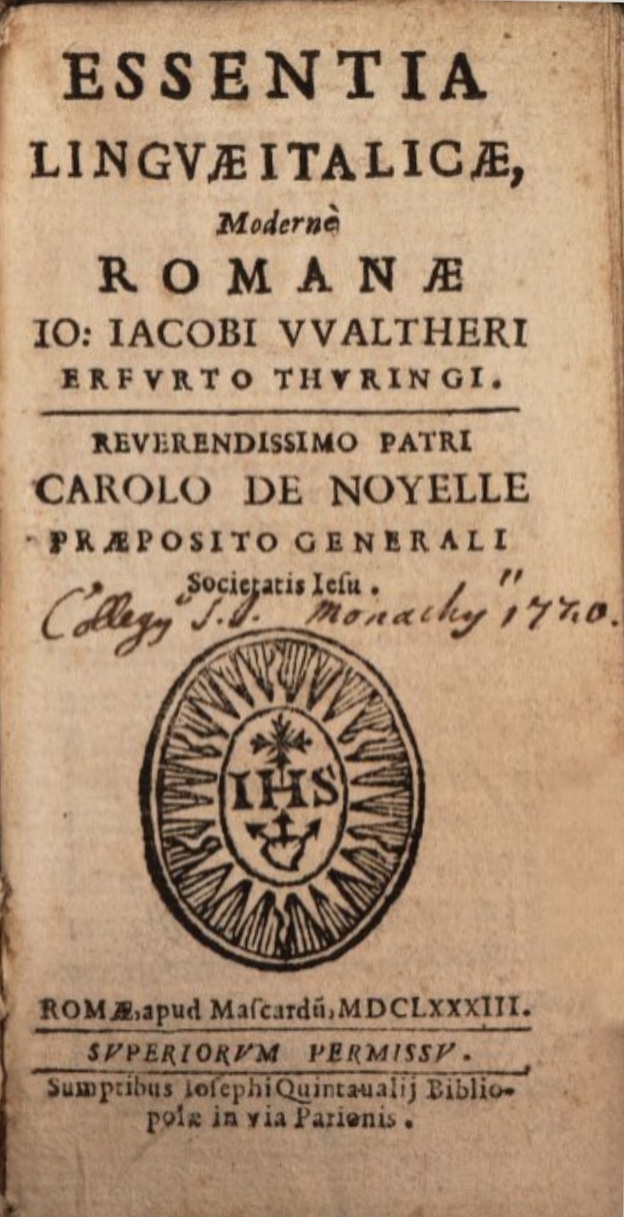 ESSENTIA
LINGVÆ ITALICÆ,
Modernè
ROMANÆ
IO: IACOBI VVALTHERI
ERFVRTO THVRINGI.
REVERENDISSIMO PATRI
CAROLO DE NOYELLE
PRÆPOSITO GENERALI
Societatis Iesu.
Collegij S. J. Monachij 1770.
IHS
ROMÆ, apud Maſcardũ, MDCLXXXIII.
SVPERIORVM PERMISSV.
Sumptibus Ioſephi Quintaualij Biblio-
polæ in via Parionis.